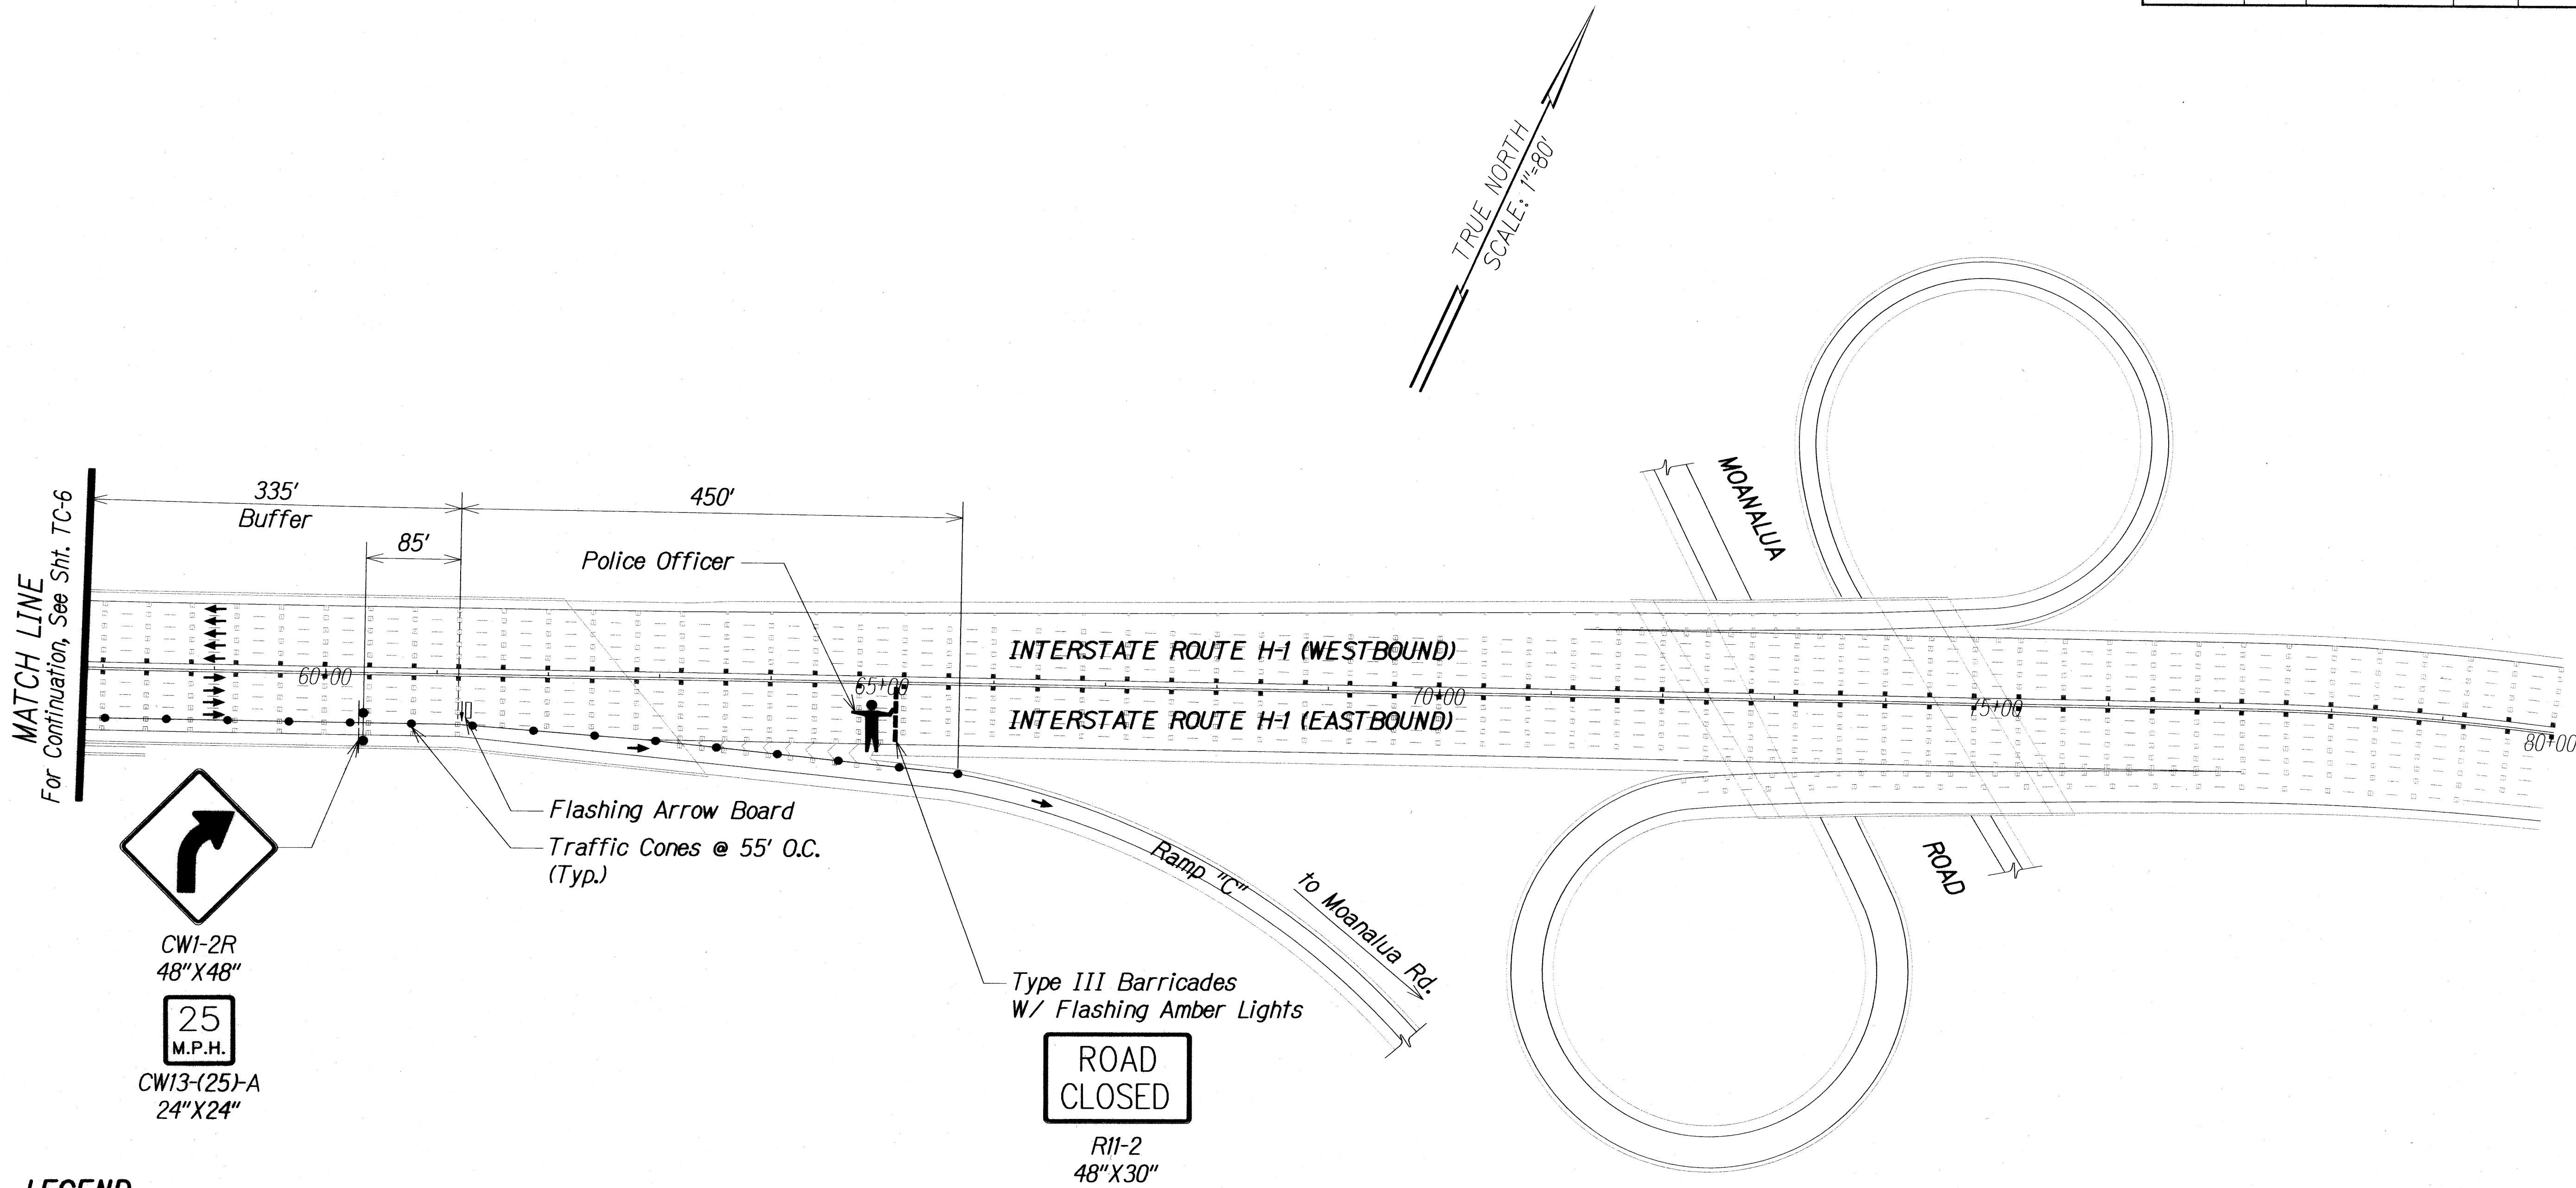 TRUE NORTH
SCALE: 1"=80'
MATCH LINE
For Continuation, See Sht. TC-6
335'
Buffer
450'
85'
Police Officer
MOANALUA
INTERSTATE ROUTE H-1 (WESTBOUND)
60+00
65+00
70+00
75+00
80+00
INTERSTATE ROUTE H-1 (EASTBOUND)
Flashing Arrow Board
Traffic Cones @ 55' O.C.
(Typ.)
Ramp "C"
to Moanalua Rd.
ROAD
CW1-2R
48"X48"
25
M.P.H.
CW13-(25)-A
24"X24"
Type III Barricades
W/ Flashing Amber Lights
ROAD
CLOSED
R11-2
48"X30"
LEGEND